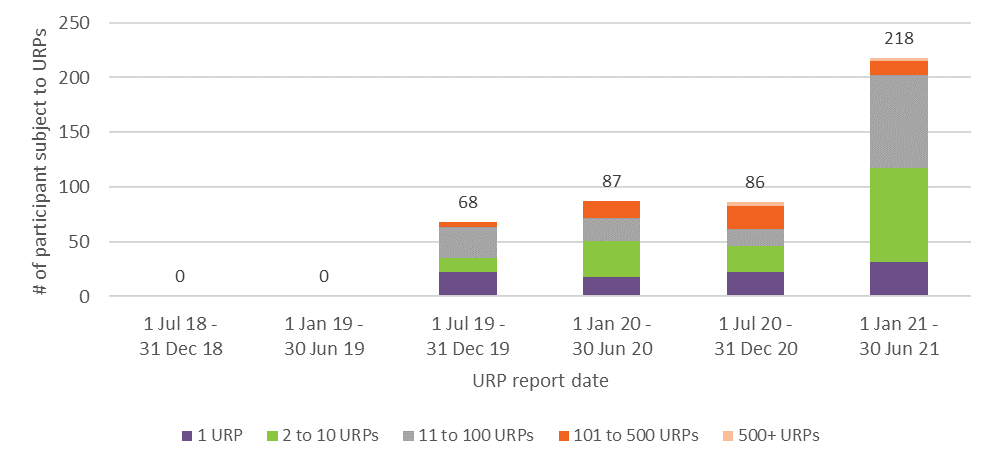 250
200
150
100
50
0
# of participant subject to URPs
0
0
68
87
86
218
1 Jul 18 -
31 Dec 18
1 Jan 19 -
30 Jun 19
1 Jul 19 -
31 Dec 19
1 Jan 20 -
30 Jun 20
1 Jul 20 -
31 Dec 20
1 Jan 21 -
30 Jun 21
URP report date
1 URP
2 to 10 URPs
11 to 100 URPs
101 to 500 URPs
500+ URPs